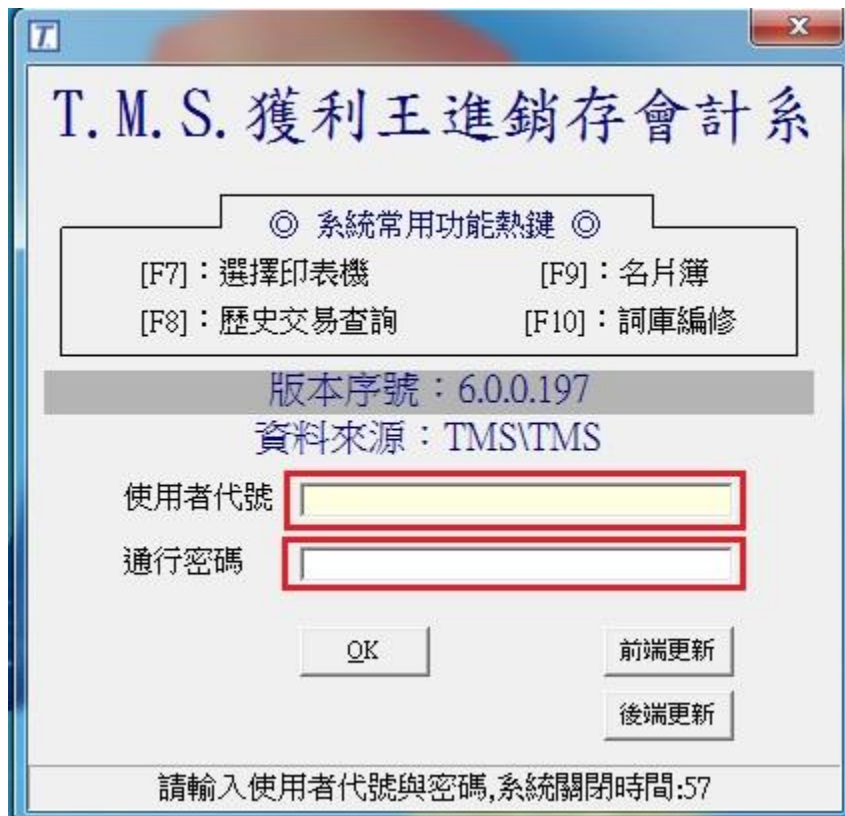 T.
T.M.S.獲利王進銷存會計系
◎ 系統常用功能熱鍵 ◎
[F7]：選擇印表機 [F9]：名片簿
[F8]：歷史交易查詢 [F10]：詞庫編修
版本序號：6.0.0.197
資料來源：TMS\TMS
使用者代號
通行密碼
OK 前端更新
後端更新
請輸入使用者代號與密碼,系統關閉時間:57